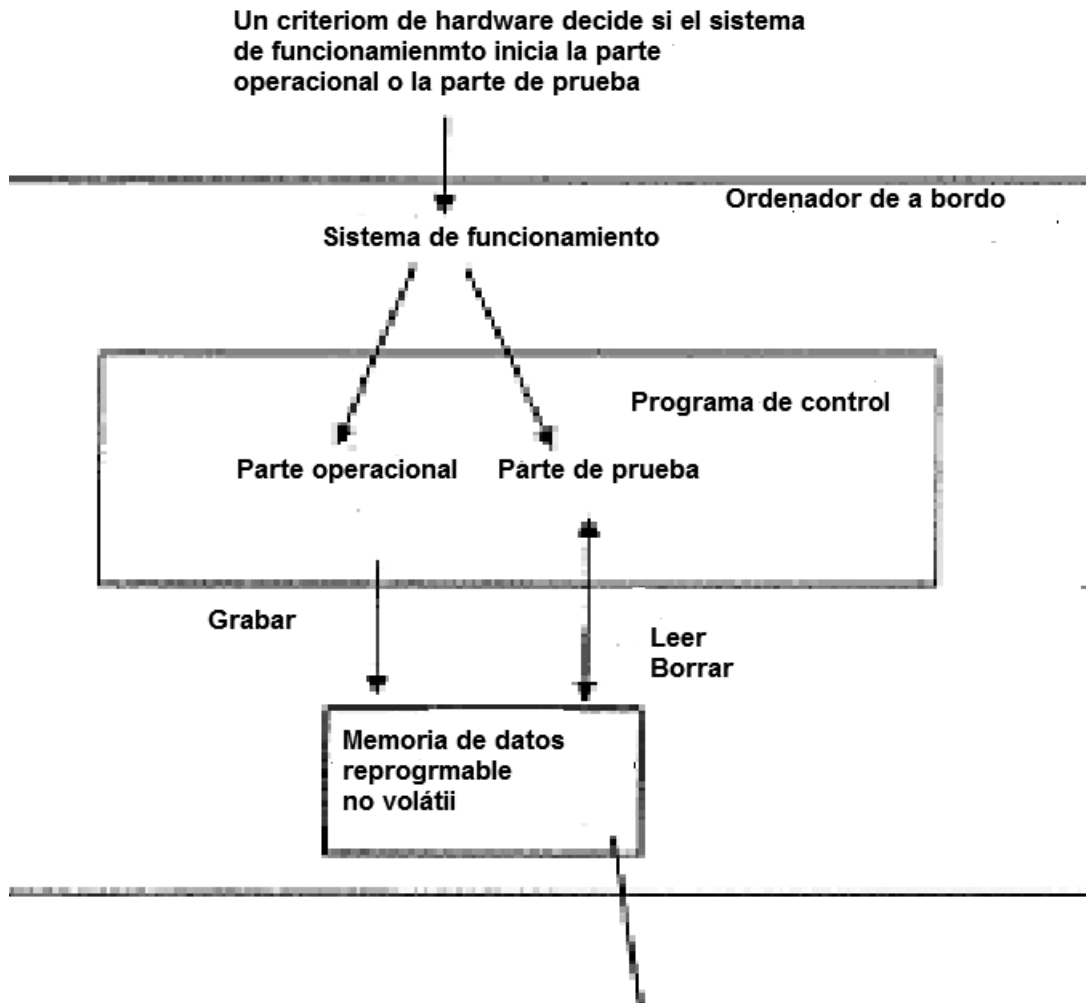 Un criteriom de hardware decide si el sistema
de funcionamienmto inicia la parte
operacional o la parte de prueba
Ordenador de a bordo
Sistema de funcionamiento
Programa de control
Parte operacional Parte de prueba
Grabar
Leer
Borrar
Memoria de datos
reprogrmable
no volátii